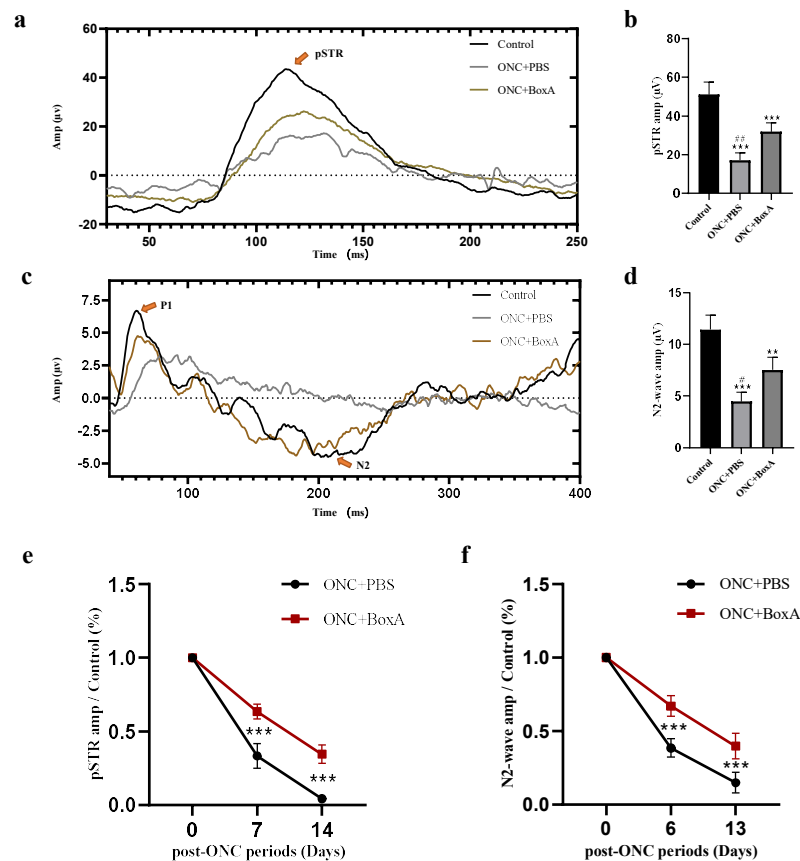 a
60
40
20
0
-20
Amp (μv)
pSTR
Control
ONC+PBS
ONC+BoxA
50
100
150
200
250
Time (ms)
b
80
60
40
20
0
pSTR amp (μV)
##
***
***
Control
ONC+PBS
ONC+BoxA
c
7.5
5.0
2.5
0.0
-2.5
-5.0
Amp(μv)
P1
N2
Control
ONC+PBS
ONC+BoxA
100
200
300
400
Time (ms)
d
15
10
5
0
N2-wave amp (μV)
#
***
**
Control
ONC+PBS
ONC+BoxA
e
1.5
1.0
0.5
0.0
pSTR amp / Control (%)
ONC+PBS
ONC+BoxA
***
***
0
7
14
post-ONC periods (Days)
f
1.5
1.0
0.5
0.0
N2-wave amp / Control (%)
ONC+PBS
ONC+BoxA
***
***
0
6
13
post-ONC periods (Days)